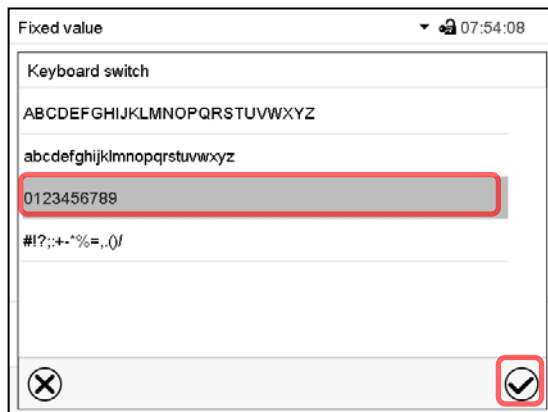 Fixed value 07:54:08
Keyboard switch
ABCDEFGHIJKLMNOPQRSTUVWXYZ
abcdefghijklmnopqrstuvwxyz
0123456789
#!?;:+-*%=,.()/